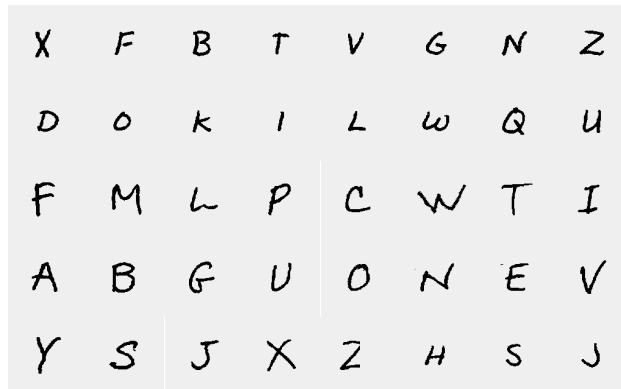 X F B T V G N Z
D O K I L W Q U
F M L P C W T I
A B G U O N E V
Y S J X Z H S J